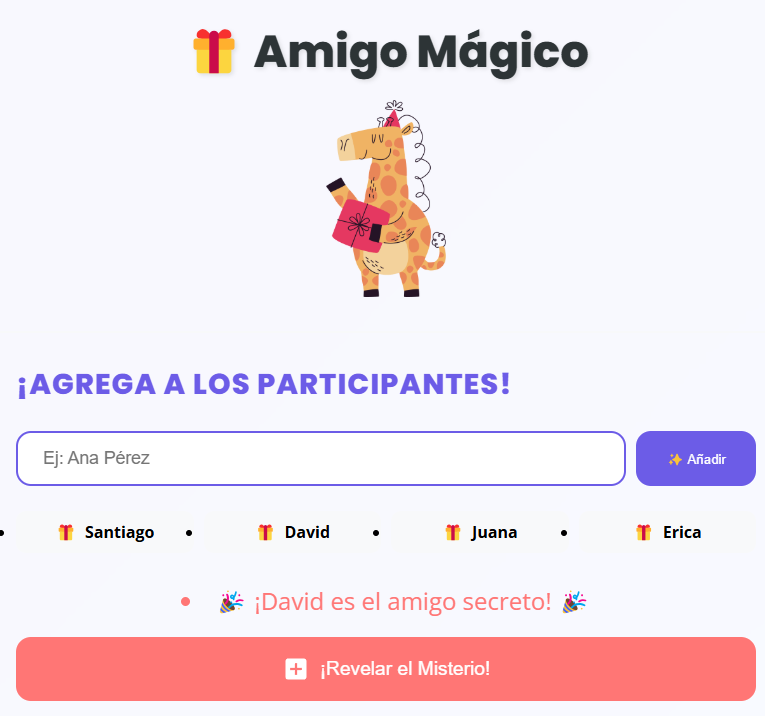 🎁 Amigo Mágico
¡AGREGA A LOS PARTICIPANTES!
Ej: Ana Pérez
✨ Añadir
🎁 Santiago
🎁 David
🎁 Juana
🎁 Erica
🎉 ¡David es el amigo secreto! 🎉
¡Revelar el Misterio!